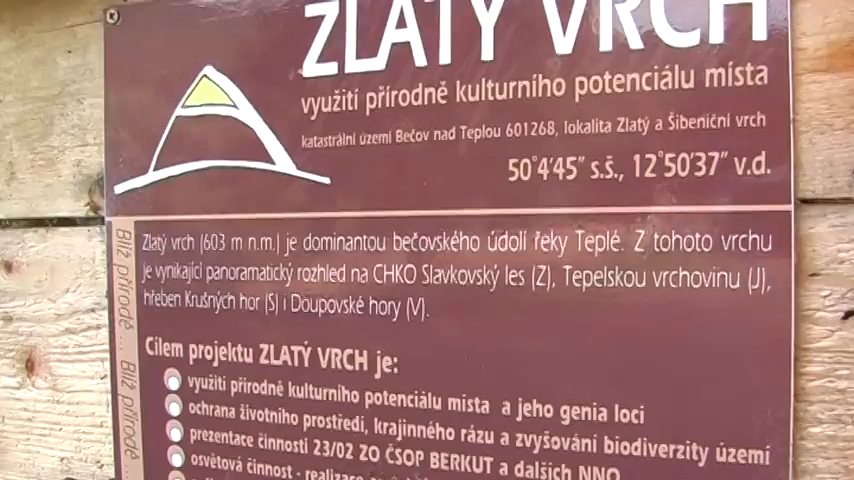 ZLATÝ VRCH
využití přírodně kulturního potenciálu místa
katastrální území Bečov nad Teplou 601268, lokalita Zlatý a Šibeniční vrch
50°4'45" s.š., 12°50'37" v.d.
Zlatý vrch (603 m n.m.) je dominantou bečovského údolí řeky Teplé. Z tohoto vrchu
je vynikající panoramatický rozhled na CHKO Slavkovský les (Z), Tepelskou vrchovinu (J),
hřeben Krušných hor (S) i Doupovské hory (V).
Cílem projektu ZLATÝ VRCH je:
využití přírodně kulturního potenciálu místa a jeho genia loci
ochrana životního prostředí, krajinného rázu a zvyšování biodiverzity území
prezentace činnosti 23/02 ZO ČSOP BERKUT a dalších NNO
osvětová činnost - realizace
Blíž přírodě ... Blíž přírodě ...